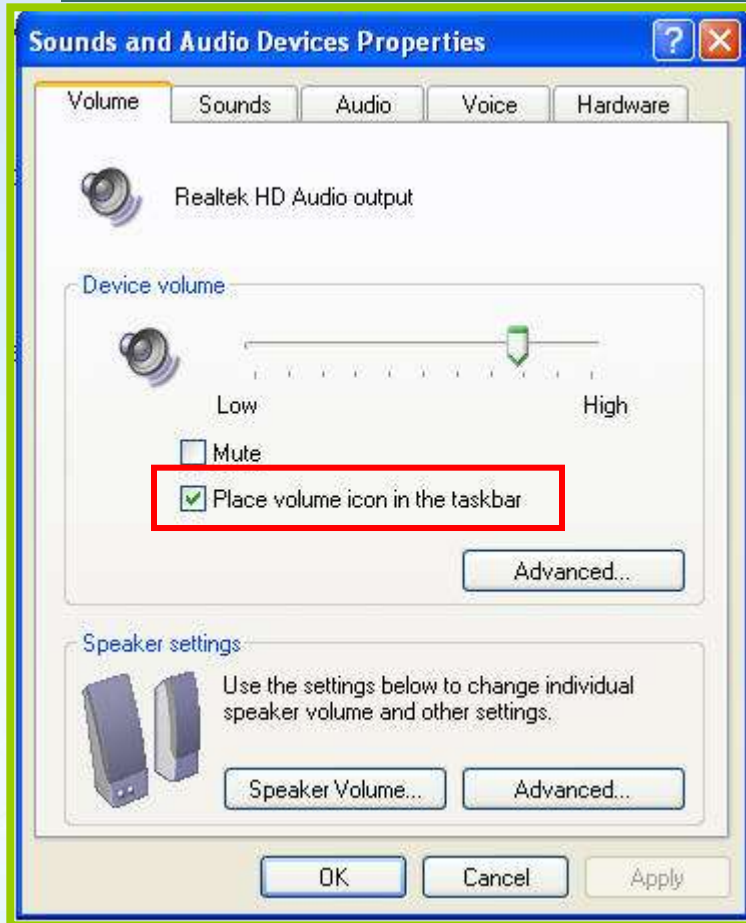 Sounds and Audio Devices Properties
Volume Sounds Audio Voice Hardware
Realtek HD Audio output
Device volume
Low High
Mute
Place volume icon in the taskbar
Advanced...
Speaker settings
Use the settings below to change individual
speaker volume and other settings.
Speaker Volume... Advanced...
OK Cancel Apply